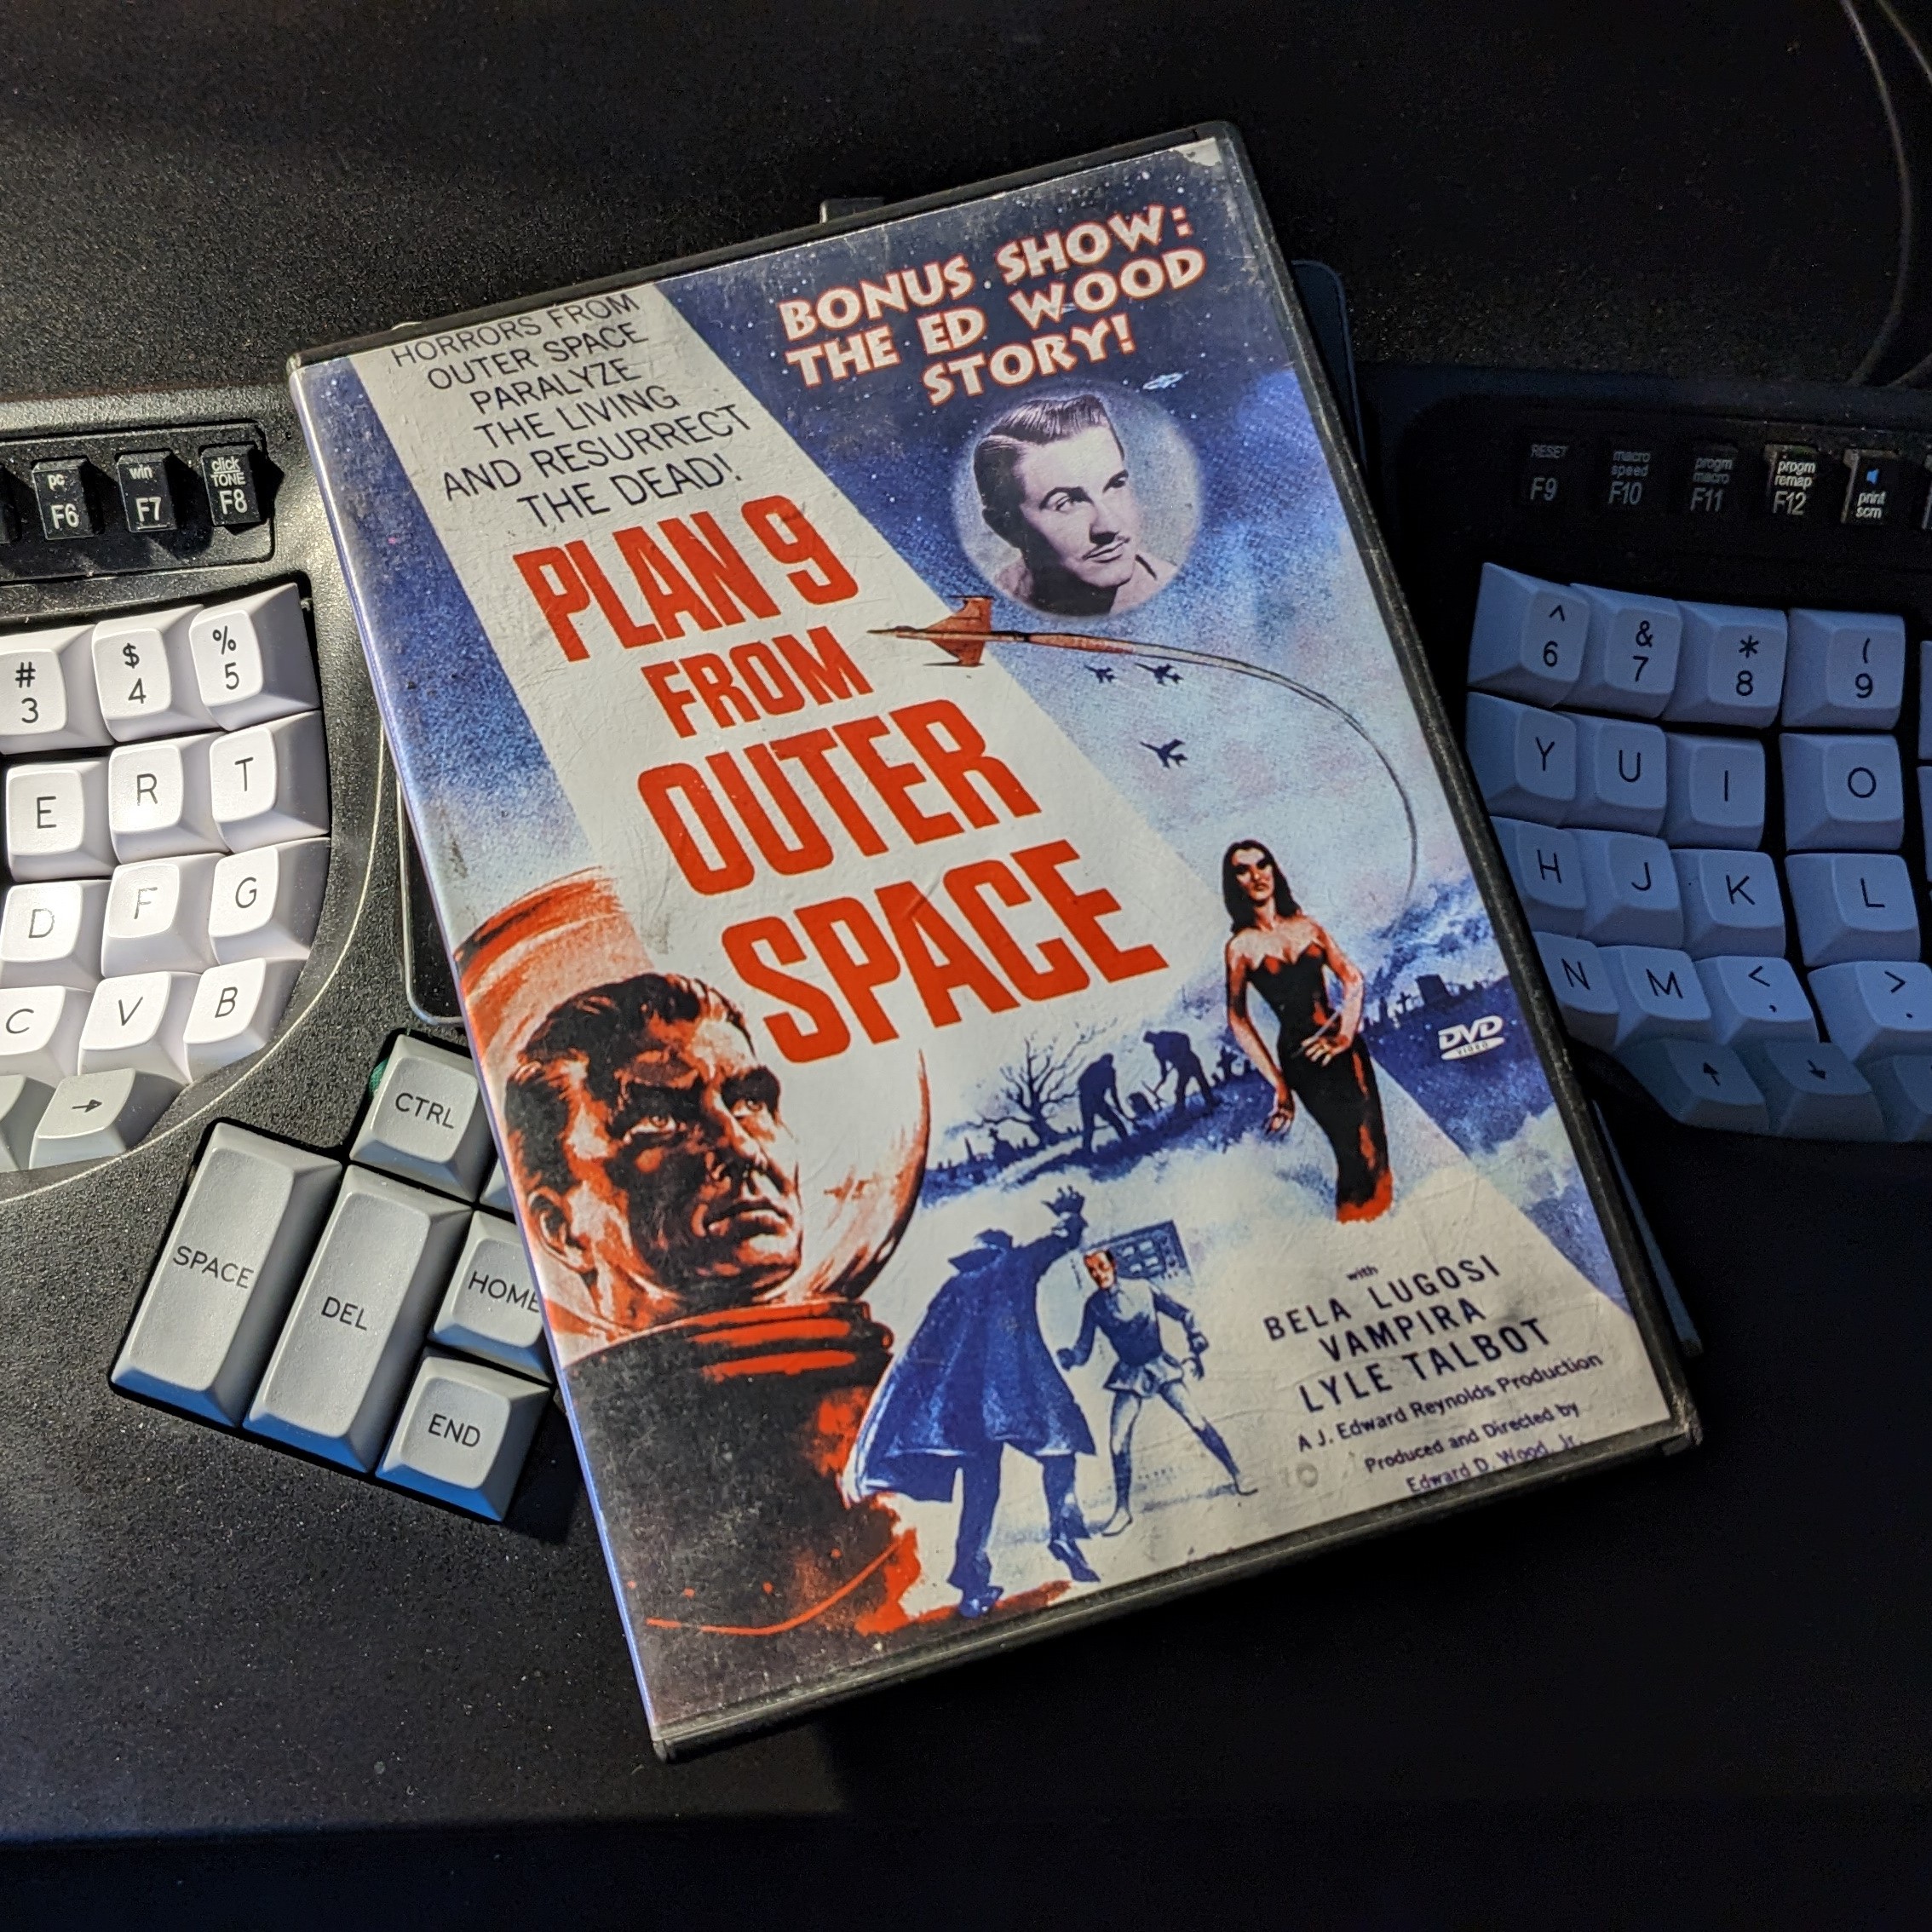 HORRORS FROM
OUTER SPACE
PARALYZE
THE LIVING
AND RESURRECT
THE DEAD!
BONUS SHOW:
THE ED WOOD
STORY!
PLAN 9
FROM
OUTER
SPACE
DVD
VIDEO
with
BELA LUGOSI
VAMPIRA
LYLE TALBOT
A J. Edward Reynolds Production
Produced and Directed by
Edward D. Wood, Jr.
pc
F6
win
F7
click
TONE
F8
#
3
$
4
%
5
E
R
T
D
F
G
C
V
B
→
CTRL
SPACE
DEL
HOME
END
RESET
F9
macro
speed
F10
progm
macro
F11
progm
remap
F12
print
scrn
^
6
&
7
*
8
(
9
Y
U
I
O
H
J
K
L
N
M
<
,
>
.
↑
↓